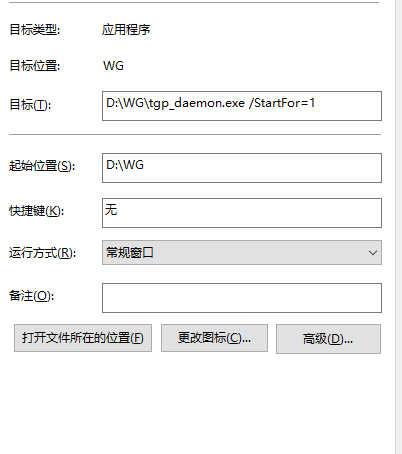 目标类型: 应用程序
目标位置: WG
目标(T): D:\WG\tgp_daemon.exe /StartFor=1
起始位置(S): D:\WG
快捷键(K): 无
运行方式(R): 常规窗口
备注(O):
打开文件所在的位置(F) 更改图标(C)... 高级(D)...